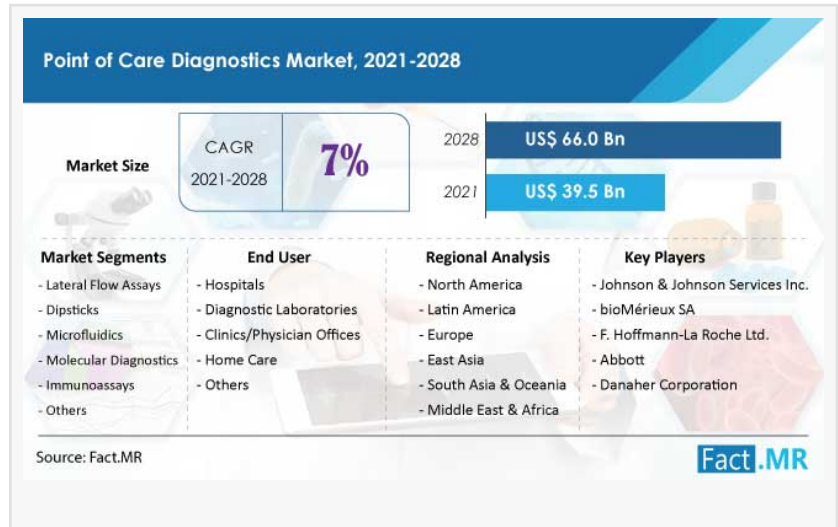 Point of Care Diagnostics Market, 2021-2028
Market Size
CAGR
2021-2028
7%
2028
US$ 66.0 Bn
2021
US$ 39.5 Bn
Market Segments
- Lateral Flow Assays
- Dipsticks
- Microfluidics
- Molecular Diagnostics
- Immunoassays
- Others
End User
- Hospitals
- Diagnostic Laboratories
- Clinics/Physician Offices
- Home Care
- Others
Regional Analysis
- North America
- Latin America
- Europe
- East Asia
- South Asia & Oceania
- Middle East & Africa
Key Players
- Johnson & Johnson Services Inc.
- bioMérieux SA
- F. Hoffmann-La Roche Ltd.
- Abbott
- Danaher Corporation
Source: Fact.MR
Fact.MR